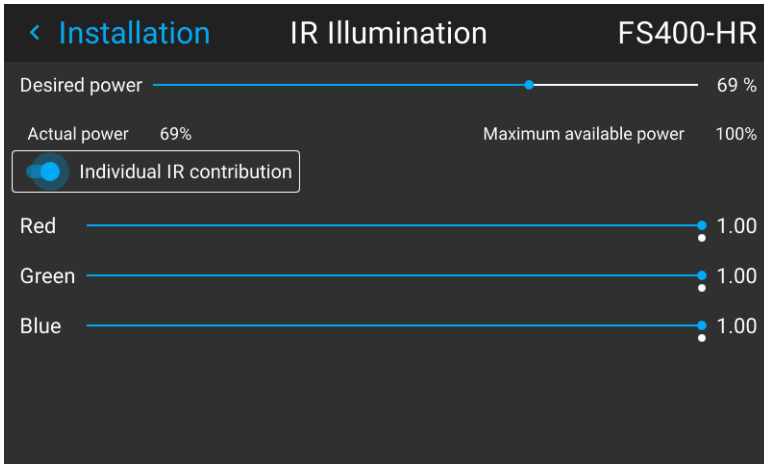 Installation IR Illumination FS400-HR
Desired power 69 %
Actual power 69% Maximum available power 100%
Individual IR contribution
Red 1.00
Green 1.00
Blue 1.00